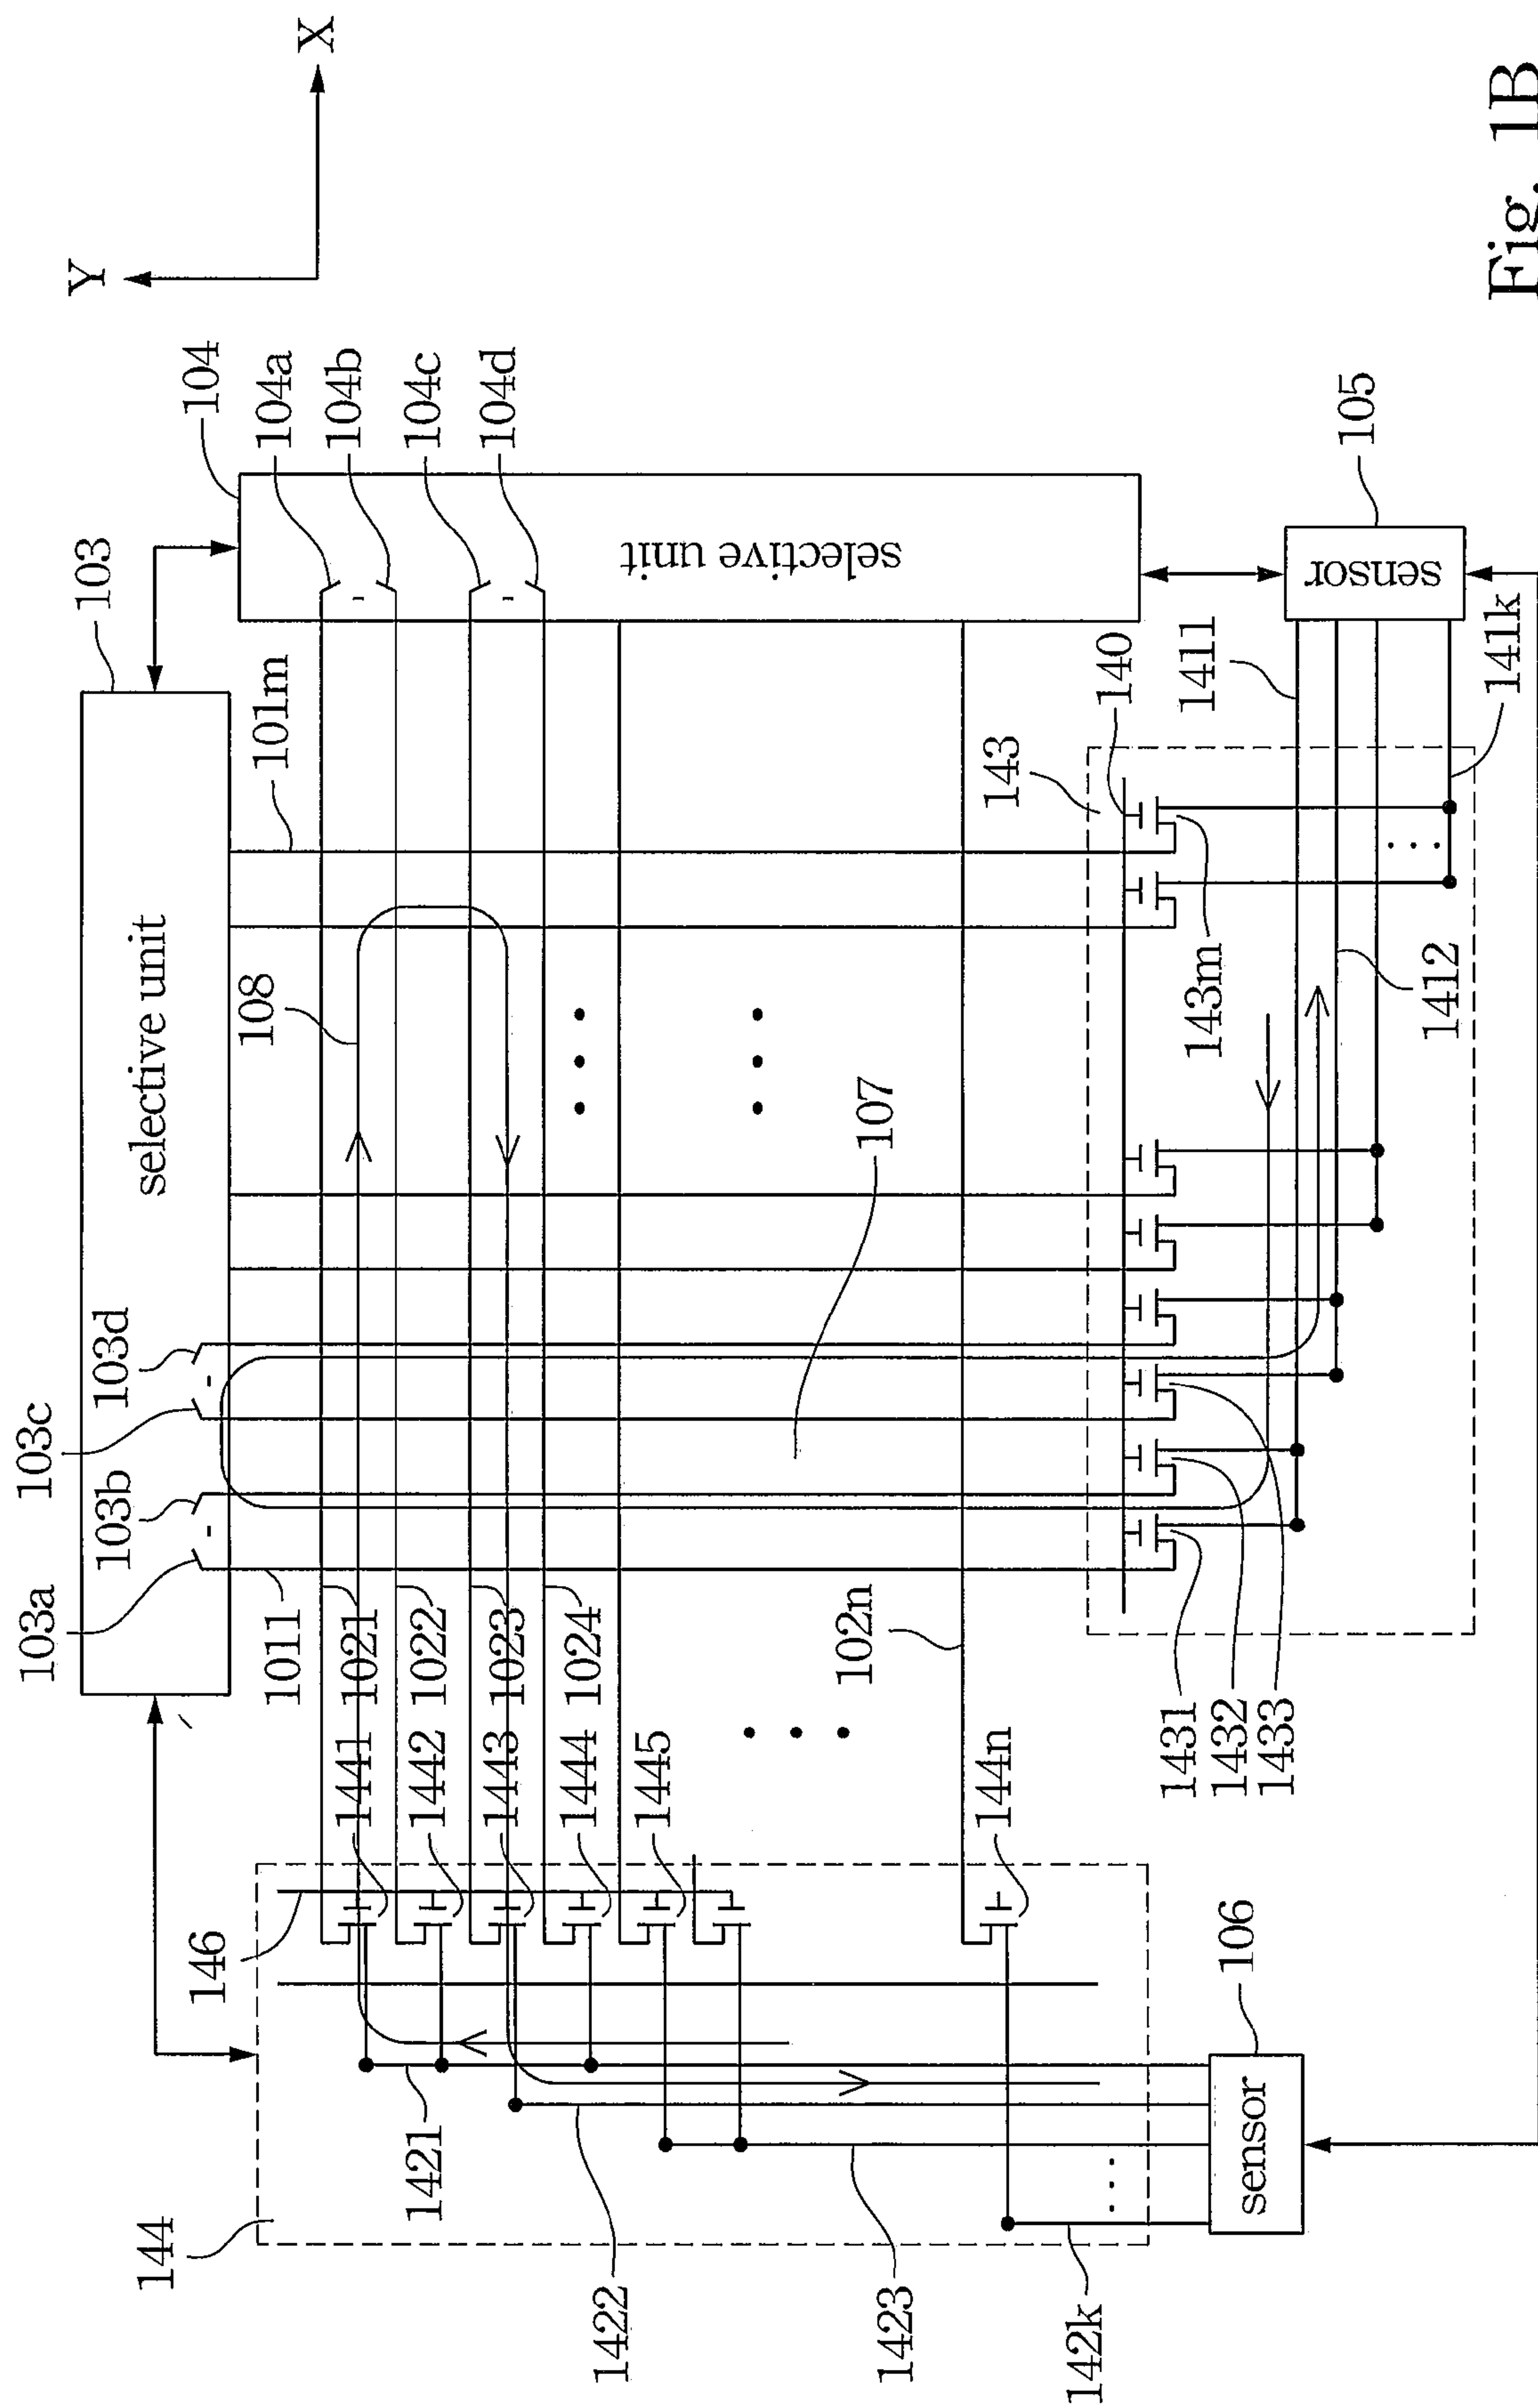 Y
X
103
selective unit
103a
103b
103c
103d
104
104a
104b
104c
104d
selective unit
101m
108
1011
1021
1022
1023
1024
102n
107
144
146
1441
1442
1443
1444
1445
144n
1421
1422
1423
142k
106
sensor
143
140
143m
1431
1432
1433
1411
1412
141k
105
sensor
Fig. 1B